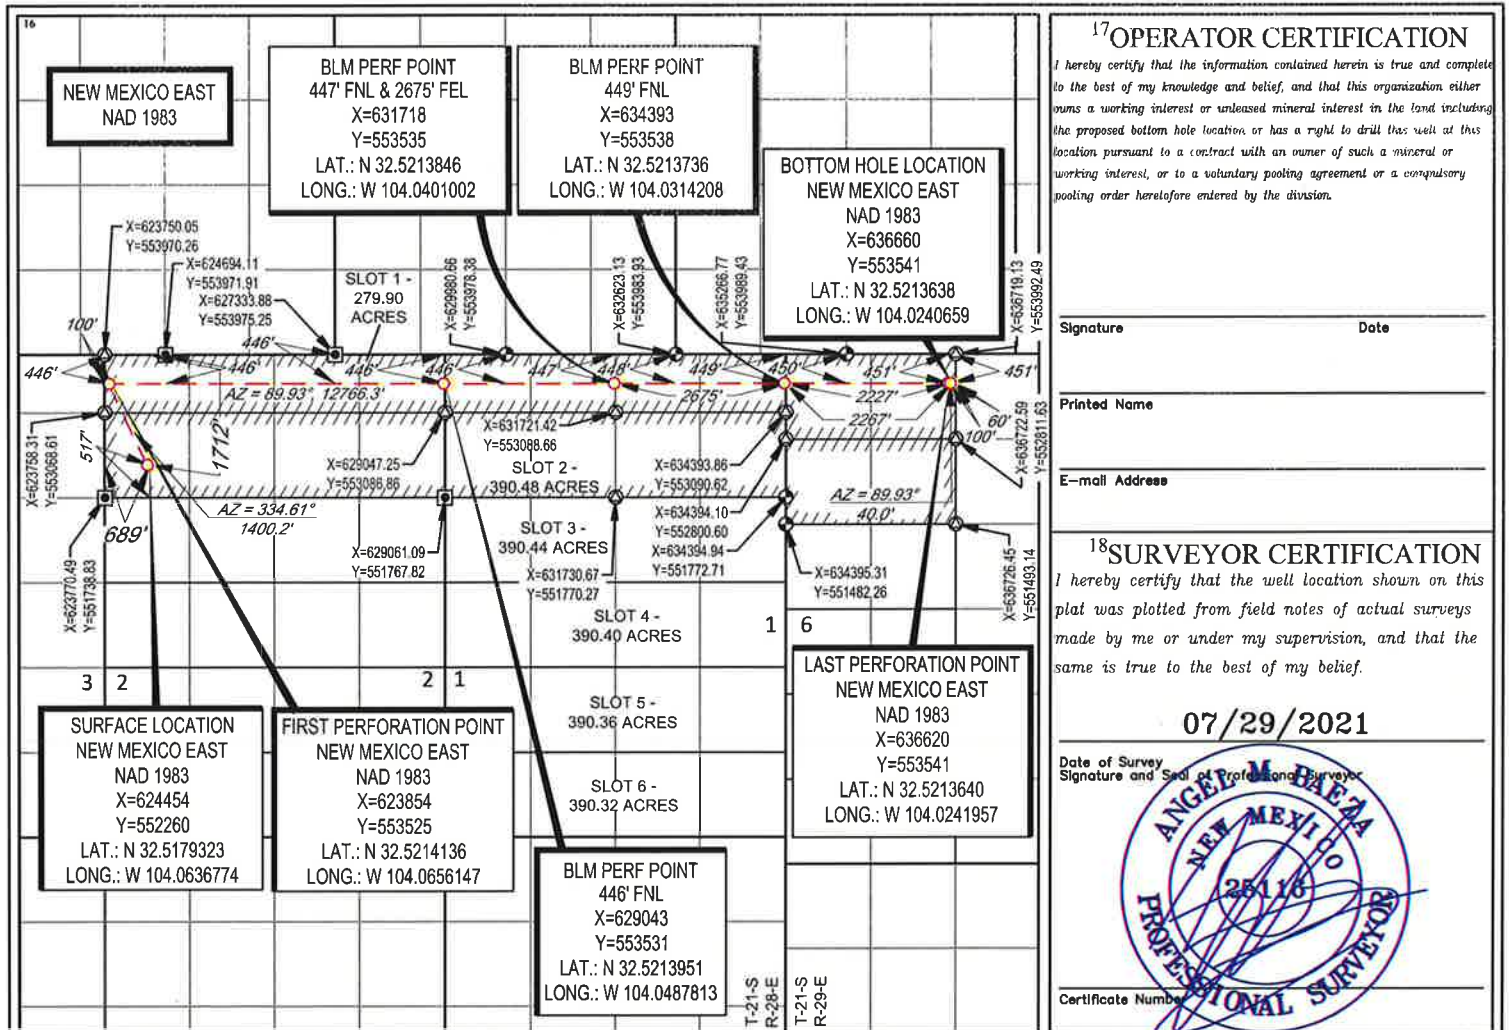 16
NEW MEXICO EAST
NAD 1983
BLM PERF POINT
447' FNL & 2675' FEL
X=631718
Y=553535
LAT.: N 32.5213846
LONG.: W 104.0401002
BLM PERF POINT
449' FNL
X=634393
Y=553538
LAT.: N 32.5213736
LONG.: W 104.0314208
BOTTOM HOLE LOCATION
NEW MEXICO EAST
NAD 1983
X=636660
Y=553541
LAT.: N 32.5213638
LONG.: W 104.0240659
X=623750.05
Y=553970.26
X=624694.11
Y=553971.91
X=627333.88
Y=553975.25
SLOT 1 -
279.90
ACRES
X=629980.66
Y=553978.38
X=632623.13
Y=553983.93
X=635266.77
Y=553989.43
X=636719.13
Y=553992.49
100'
446'
446'
446'
446'
446'
447'
448'
449'
450'
451'
451'
AZ = 89.93°, 12766.3'
2675'
2227'
2267'
60'
100'
X=623758.31
Y=553068.61
517'
1712'
X=631721.42
Y=553088.66
X=629047.25
Y=553086.86
SLOT 2 -
390.48 ACRES
X=634393.86
Y=553090.62
X=636722.59
Y=552811.63
AZ = 334.61°
1400.2'
689'
X=634394.10
Y=552800.60
AZ = 89.93°
40.0'
SLOT 3 -
390.44 ACRES
X=629061.09
Y=551767.82
X=634394.94
Y=551772.71
X=631730.67
Y=551770.27
X=634395.31
Y=551482.26
X=623770.49
Y=551738.83
X=636726.45
Y=551493.14
SLOT 4 -
390.40 ACRES
1 6
3 2
2 1
SLOT 5 -
390.36 ACRES
SLOT 6 -
390.32 ACRES
SURFACE LOCATION
NEW MEXICO EAST
NAD 1983
X=624454
Y=552260
LAT.: N 32.5179323
LONG.: W 104.0636774
FIRST PERFORATION POINT
NEW MEXICO EAST
NAD 1983
X=623854
Y=553525
LAT.: N 32.5214136
LONG.: W 104.0656147
BLM PERF POINT
446' FNL
X=629043
Y=553531
LAT.: N 32.5213951
LONG.: W 104.0487813
LAST PERFORATION POINT
NEW MEXICO EAST
NAD 1983
X=636620
Y=553541
LAT.: N 32.5213640
LONG.: W 104.0241957
T-21-S
R-28-E
T-21-S
R-29-E
17OPERATOR CERTIFICATION
I hereby certify that the information contained herein is true and complete
to the best of my knowledge and belief, and that this organization either
owns a working interest or unleased mineral interest in the land including
the proposed bottom hole location or has a right to drill this well at this
location pursuant to a contract with an owner of such a mineral or
working interest, or to a voluntary pooling agreement or a compulsory
pooling order heretofore entered by the division.
Signature Date
Printed Name
E-mail Address
18SURVEYOR CERTIFICATION
I hereby certify that the well location shown on this
plat was plotted from field notes of actual surveys
made by me or under my supervision, and that the
same is true to the best of my belief.
07/29/2021
Date of Survey
Signature and Seal of Professional Surveyor
ANGEL M. BAEZA
NEW MEXICO
25116
PROFESSIONAL SURVEYOR
Certificate Number